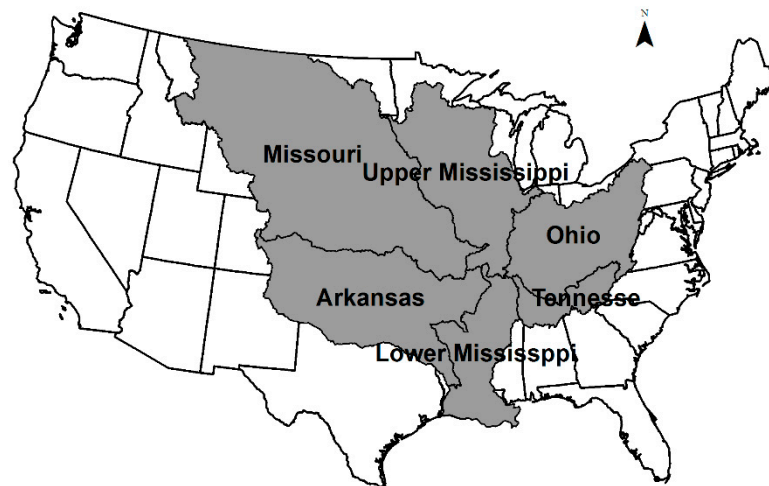 N
Missouri
Upper Mississippi
Ohio
Arkansas
Tennesse
Lower Mississppi